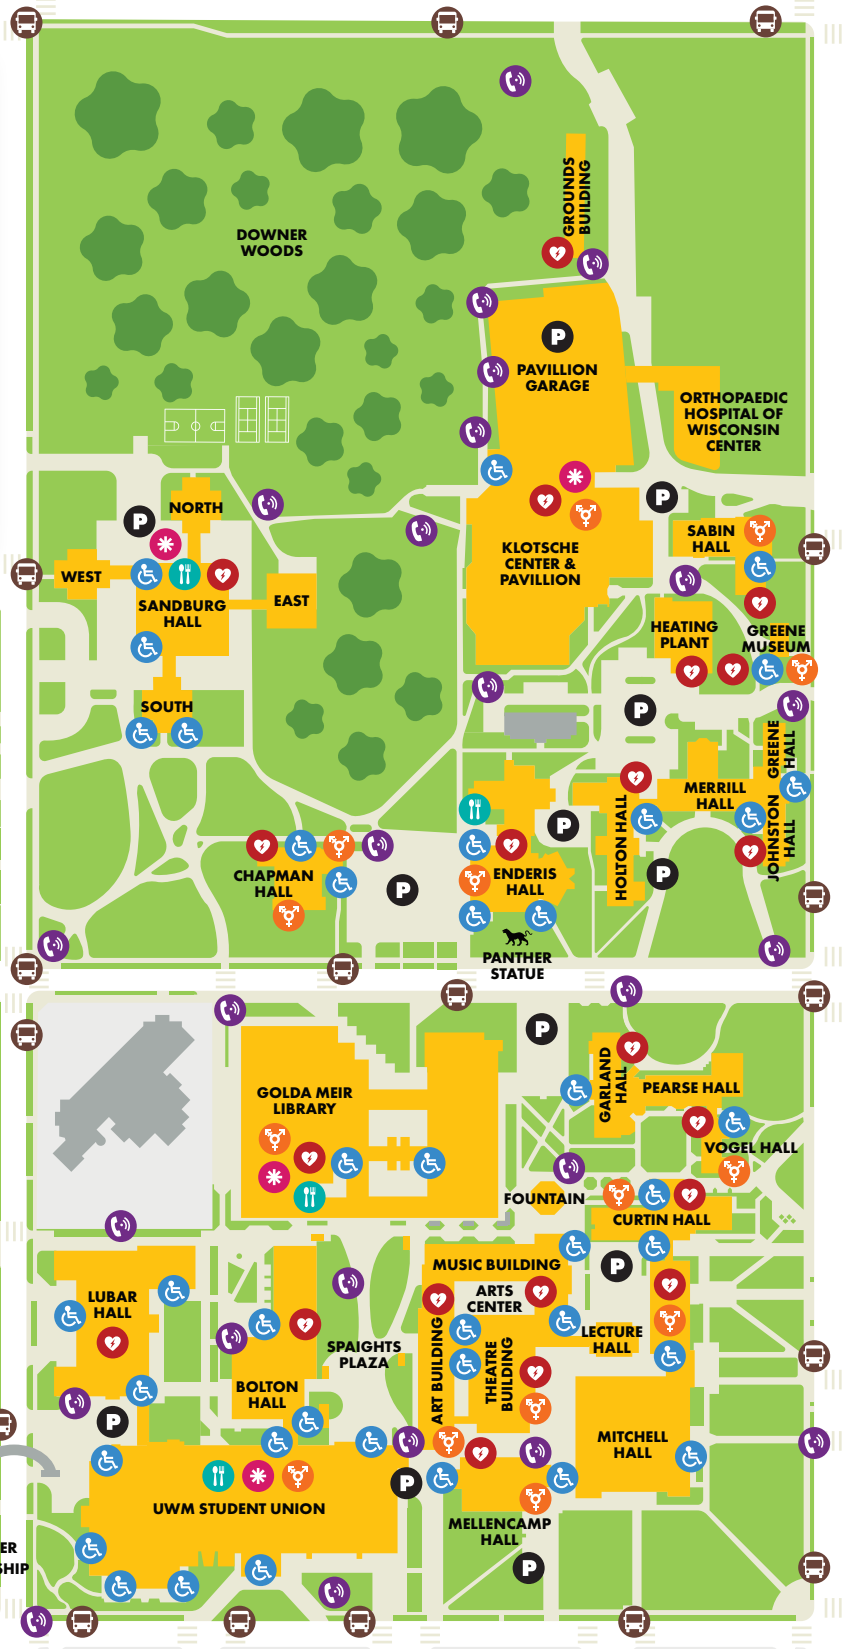 GROUNDS
BUILDING
DOWNER
WOODS
P
PAVILLION
GARAGE
ORTHOPAEDIC
HOSPITAL OF
WISCONSIN
CENTER
P
NORTH
P
SABIN
HALL
KLOTSCHE
CENTER &
PAVILLION
WEST
SANDBURG
HALL
EAST
HEATING
PLANT
GREENE
MUSEUM
SOUTH
P
GREENE
HALL
MERRILL
HALL
JOHNSTON
HALL
HOLTON HALL
P
P
CHAPMAN
HALL
P
ENDERIS
HALL
PANTHER
STATUE
P
GOLDA MEIR
LIBRARY
GARLAND
HALL
PEARSE HALL
VOGEL HALL
FOUNTAIN
CURTIN HALL
MUSIC BUILDING
P
ARTS
CENTER
LUBAR
HALL
LECTURE
HALL
SPAIGHTS
PLAZA
ART BUILDING
THEATRE
BUILDING
BOLTON
HALL
P
MITCHELL
HALL
P
UWM STUDENT UNION
MELLENCAMP
HALL
ER
SHIP
P